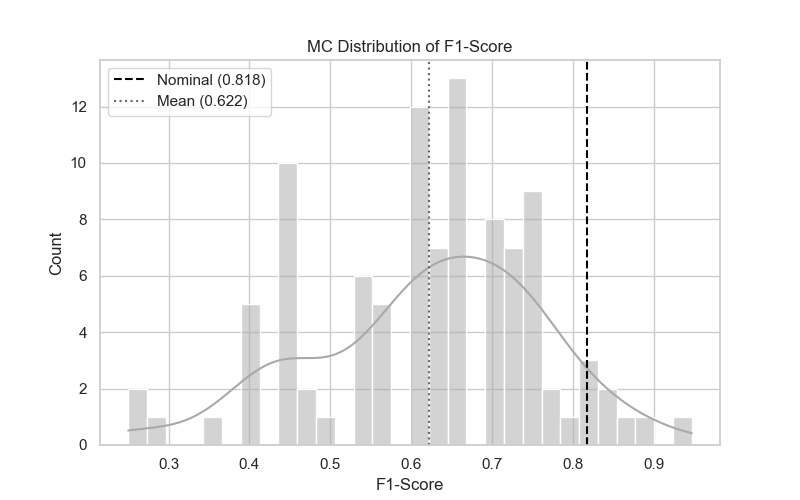 MC Distribution of F1-Score
Nominal (0.818)
Mean (0.622)
Count
12
10
8
6
4
2
0
0.3 0.4 0.5 0.6 0.7 0.8 0.9
F1-Score